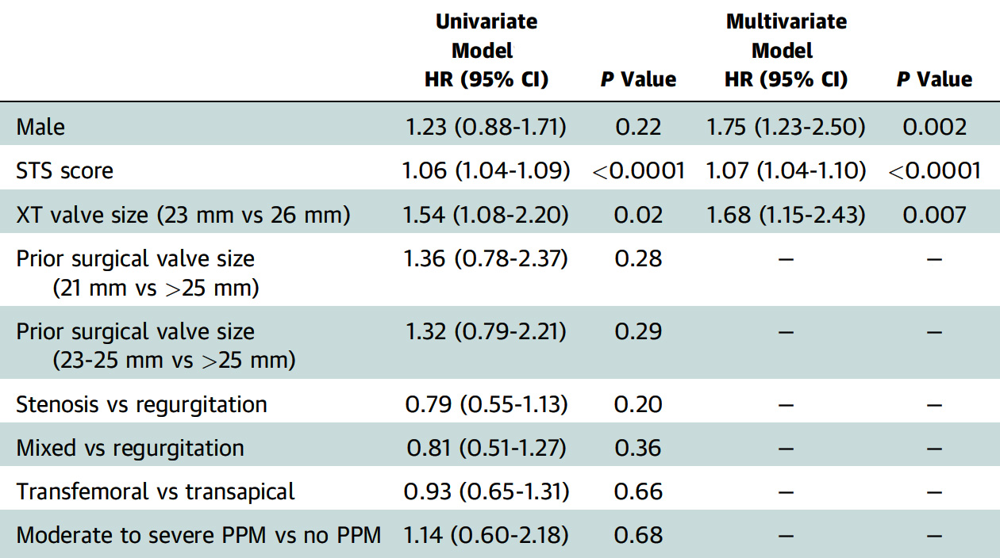 Univariate Multivariate
Model Model
HR (95% CI) P Value HR (95% CI) P Value
Male 1.23 (0.88-1.71) 0.22 1.75 (1.23-2.50) 0.002
STS score 1.06 (1.04-1.09) <0.0001 1.07 (1.04-1.10) <0.0001
XT valve size (23 mm vs 26 mm) 1.54 (1.08-2.20) 0.02 1.68 (1.15-2.43) 0.007
Prior surgical valve size 1.36 (0.78-2.37) 0.28 – –
(21 mm vs >25 mm)
Prior surgical valve size 1.32 (0.79-2.21) 0.29 – –
(23-25 mm vs >25 mm)
Stenosis vs regurgitation 0.79 (0.55-1.13) 0.20 – –
Mixed vs regurgitation 0.81 (0.51-1.27) 0.36 – –
Transfemoral vs transapical 0.93 (0.65-1.31) 0.66 – –
Moderate to severe PPM vs no PPM 1.14 (0.60-2.18) 0.68 – –